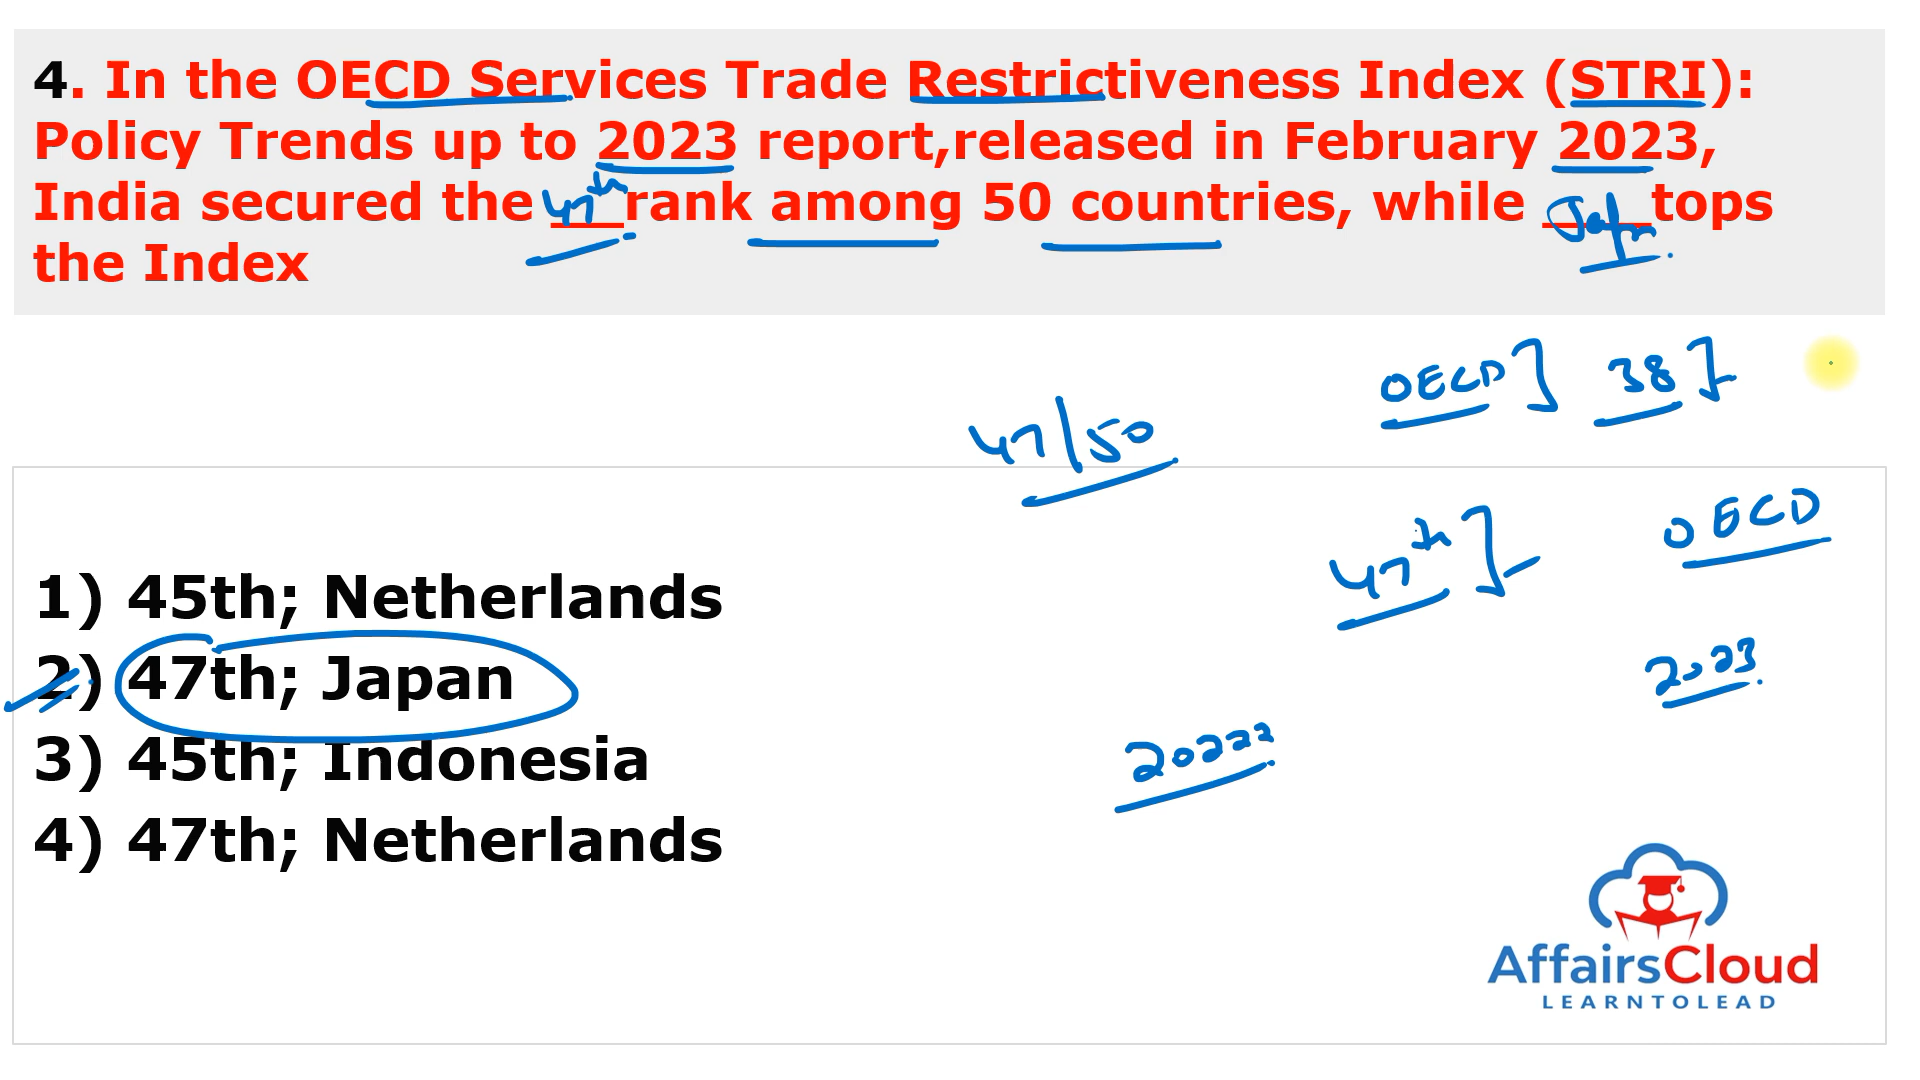 4. In the OECD Services Trade Restrictiveness Index (STRI):
Policy Trends up to 2023 report,released in February 2023,
India secured the 47th rank among 50 countries, while Japn tops
the Index
OECD] 38}
47/50
47th]
OECD
1) 45th; Netherlands
2) 47th; Japan
2023
20222
3) 45th; Indonesia
4) 47th; Netherlands
AffairsCloud
LEARNTOLEAD